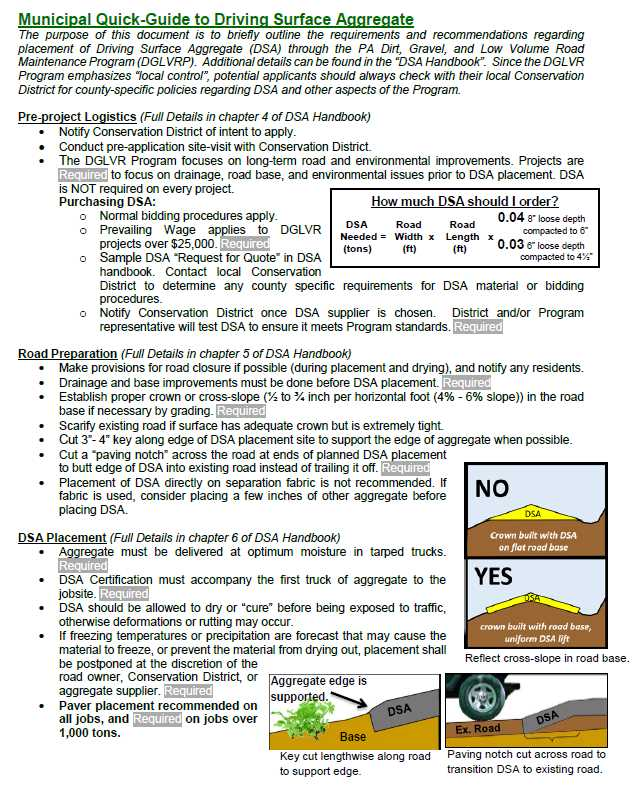 Municipal Quick-Guide to Driving Surface Aggregate
The purpose of this document is to briefly outline the requirements and recommendations regarding
placement of Driving Surface Aggregate (DSA) through the PA Dirt, Gravel, and Low Volume Road
Maintenance Program (DGLVRP). Additional details can be found in the "DSA Handbook". Since the DGLVR
Program emphasizes "local control", potential applicants should always check with their local Conservation
District for county-specific policies regarding DSA and other aspects of the Program.
Pre-project Logistics (Full Details in chapter 4 of DSA Handbook)
• Notify Conservation District of intent to apply.
• Conduct pre-application site-visit with Conservation District.
• The DGLVR Program focuses on long-term road and environmental improvements. Projects are
Required to focus on drainage, road base, and environmental issues prior to DSA placement. DSA
is NOT required on every project.
Purchasing DSA:
o Normal bidding procedures apply.
o Prevailing Wage applies to DGLVR
projects over $25,000. Required
o Sample DSA "Request for Quote" in DSA
handbook. Contact local Conservation
District to determine any county specific requirements for DSA material or bidding
procedures.
o Notify Conservation District once DSA supplier is chosen. District and/or Program
representative will test DSA to ensure it meets Program standards. Required
How much DSA should I order?
DSA Needed (tons) = Road Width (ft) x Road Length (ft) x
0.04 8" loose depth
compacted to 6"
0.03 6" loose depth
compacted to 4½"
Road Preparation (Full Details in chapter 5 of DSA Handbook)
• Make provisions for road closure if possible (during placement and drying), and notify any residents.
• Drainage and base improvements must be done before DSA placement. Required
• Establish proper crown or cross-slope (½ to ¾ inch per horizontal foot (4% - 6% slope)) in the road
base if necessary by grading. Required
• Scarify existing road if surface has adequate crown but is extremely tight.
• Cut 3"- 4" key along edge of DSA placement site to support the edge of aggregate when possible.
• Cut a "paving notch" across the road at ends of planned DSA placement
to butt edge of DSA into existing road instead of trailing it off. Required
• Placement of DSA directly on separation fabric is not recommended. If
fabric is used, consider placing a few inches of other aggregate before
placing DSA.
NO
DSA
Crown built with DSA
on flat road base
YES
DSA
crown built with road base,
uniform DSA lift
Reflect cross-slope in road base.
DSA Placement (Full Details in chapter 6 of DSA Handbook)
• Aggregate must be delivered at optimum moisture in tarped trucks.
Required
• DSA Certification must accompany the first truck of aggregate to the
jobsite. Required
• DSA should be allowed to dry or "cure" before being exposed to traffic,
otherwise deformations or rutting may occur.
• If freezing temperatures or precipitation are forecast that may cause the
material to freeze, or prevent the material from drying out, placement shall
be postponed at the discretion of the
road owner, Conservation District, or
aggregate supplier. Required
• Paver placement recommended on
all jobs, and Required on jobs over
1,000 tons.
Aggregate edge is
supported.
DSA
Base
Key cut lengthwise along road
to support edge.
Ex. Road
DSA
Paving notch cut across road to
transition DSA to existing road.